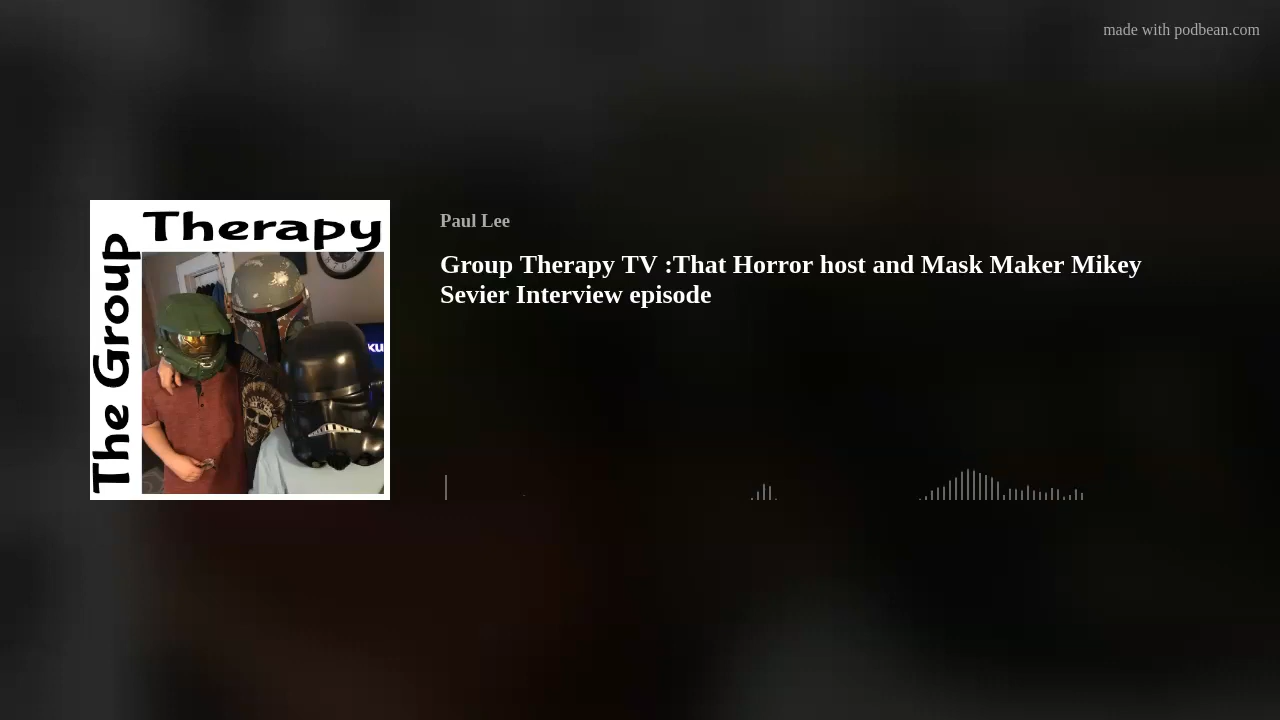 made with podbean.com
The Group
Therapy
ku
Paul Lee
Group Therapy TV :That Horror host and Mask Maker Mikey
Sevier Interview episode